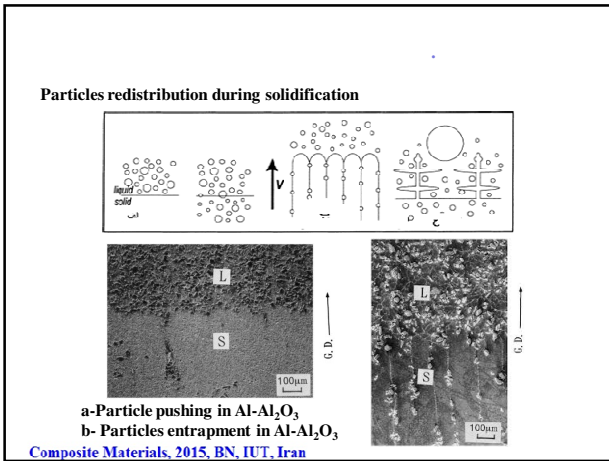 Particles redistribution during solidification
liquid
solid
V
الف
ب
ج
L
S
G. D.
100μm
L
S
G. D.
100μm
a-Particle pushing in Al-Al₂O₃
b- Particles entrapment in Al-Al₂O₃
Composite Materials, 2015, BN, IUT, Iran